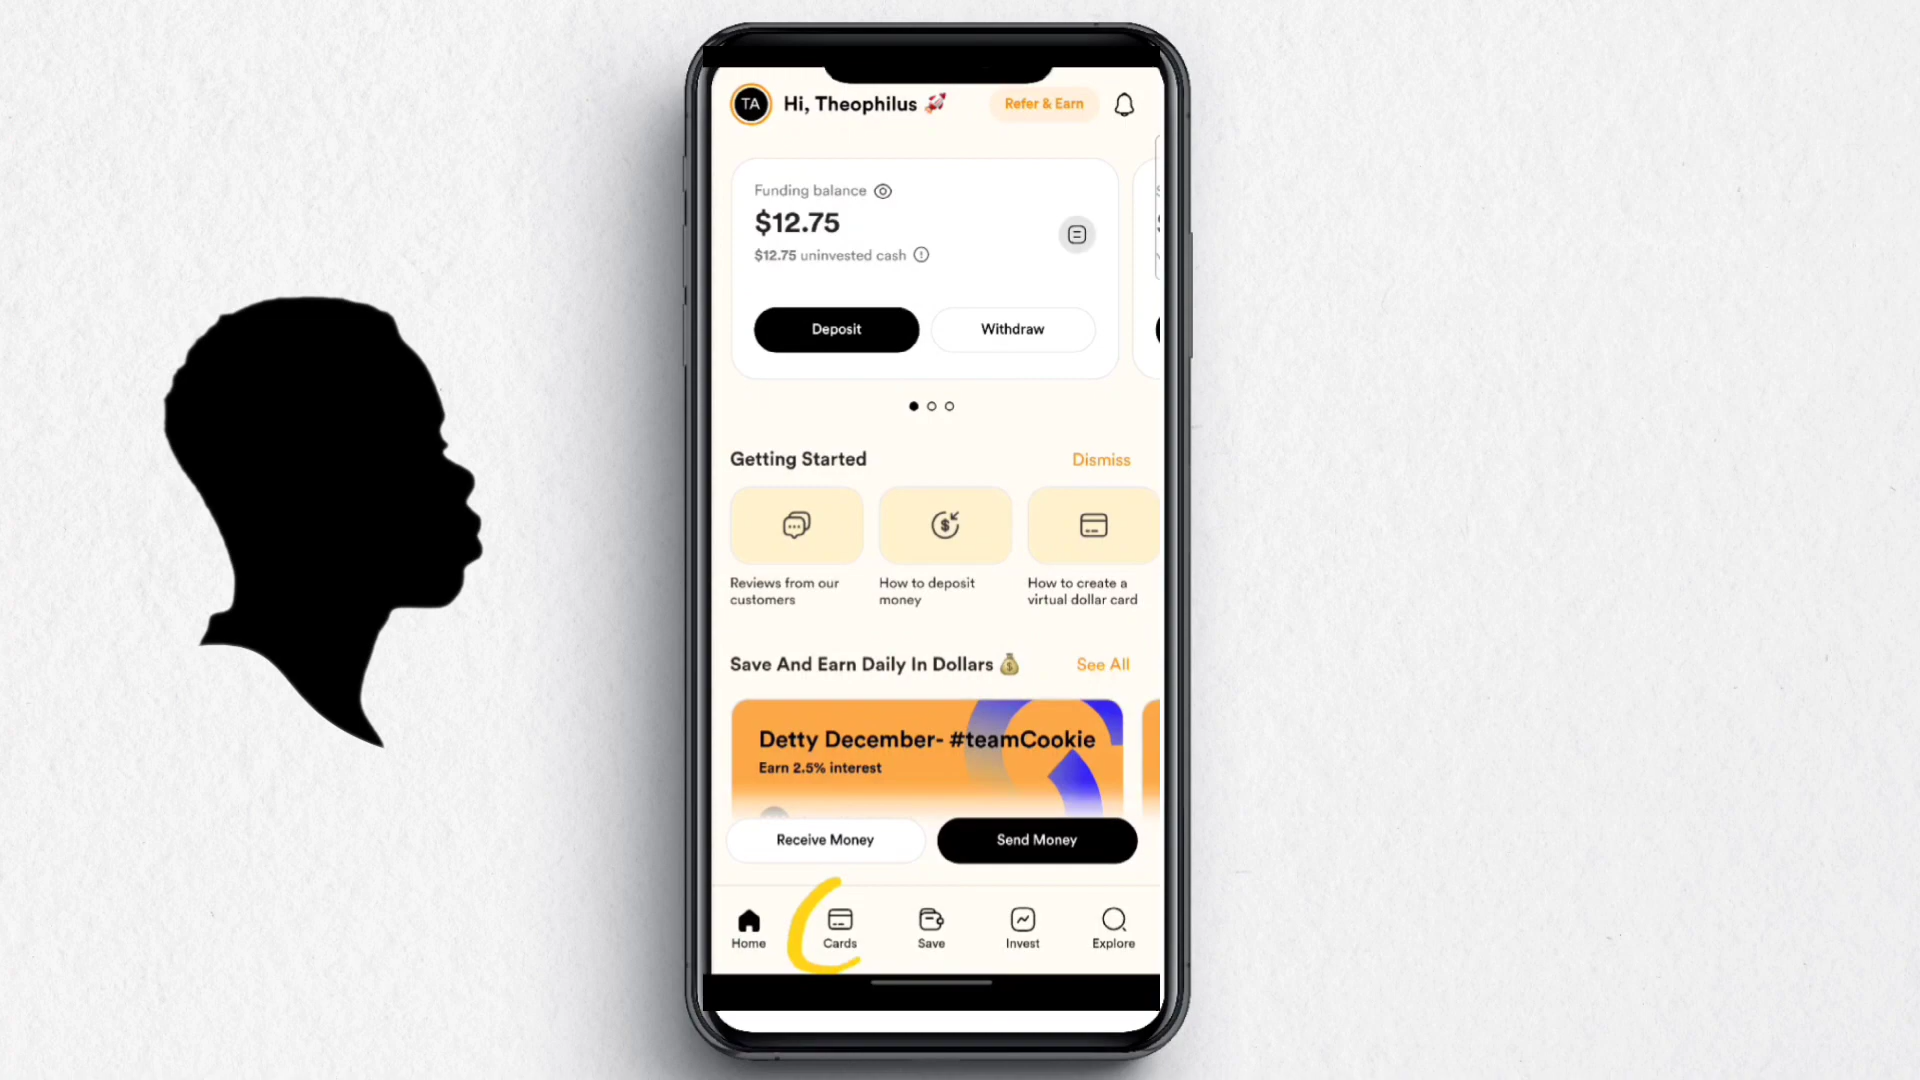 TA
Hi, Theophilus 🚀
Refer & Earn
Funding balance
$12.75
$12.75 uninvested cash
Deposit
Withdraw
Getting Started
Dismiss
Reviews from our
customers
How to deposit
money
How to create a
virtual dollar card
Save And Earn Daily In Dollars 💰
See All
Detty December- #teamCookie
Earn 2.5% interest
Receive Money
Send Money
Home
Cards
Save
Invest
Explore